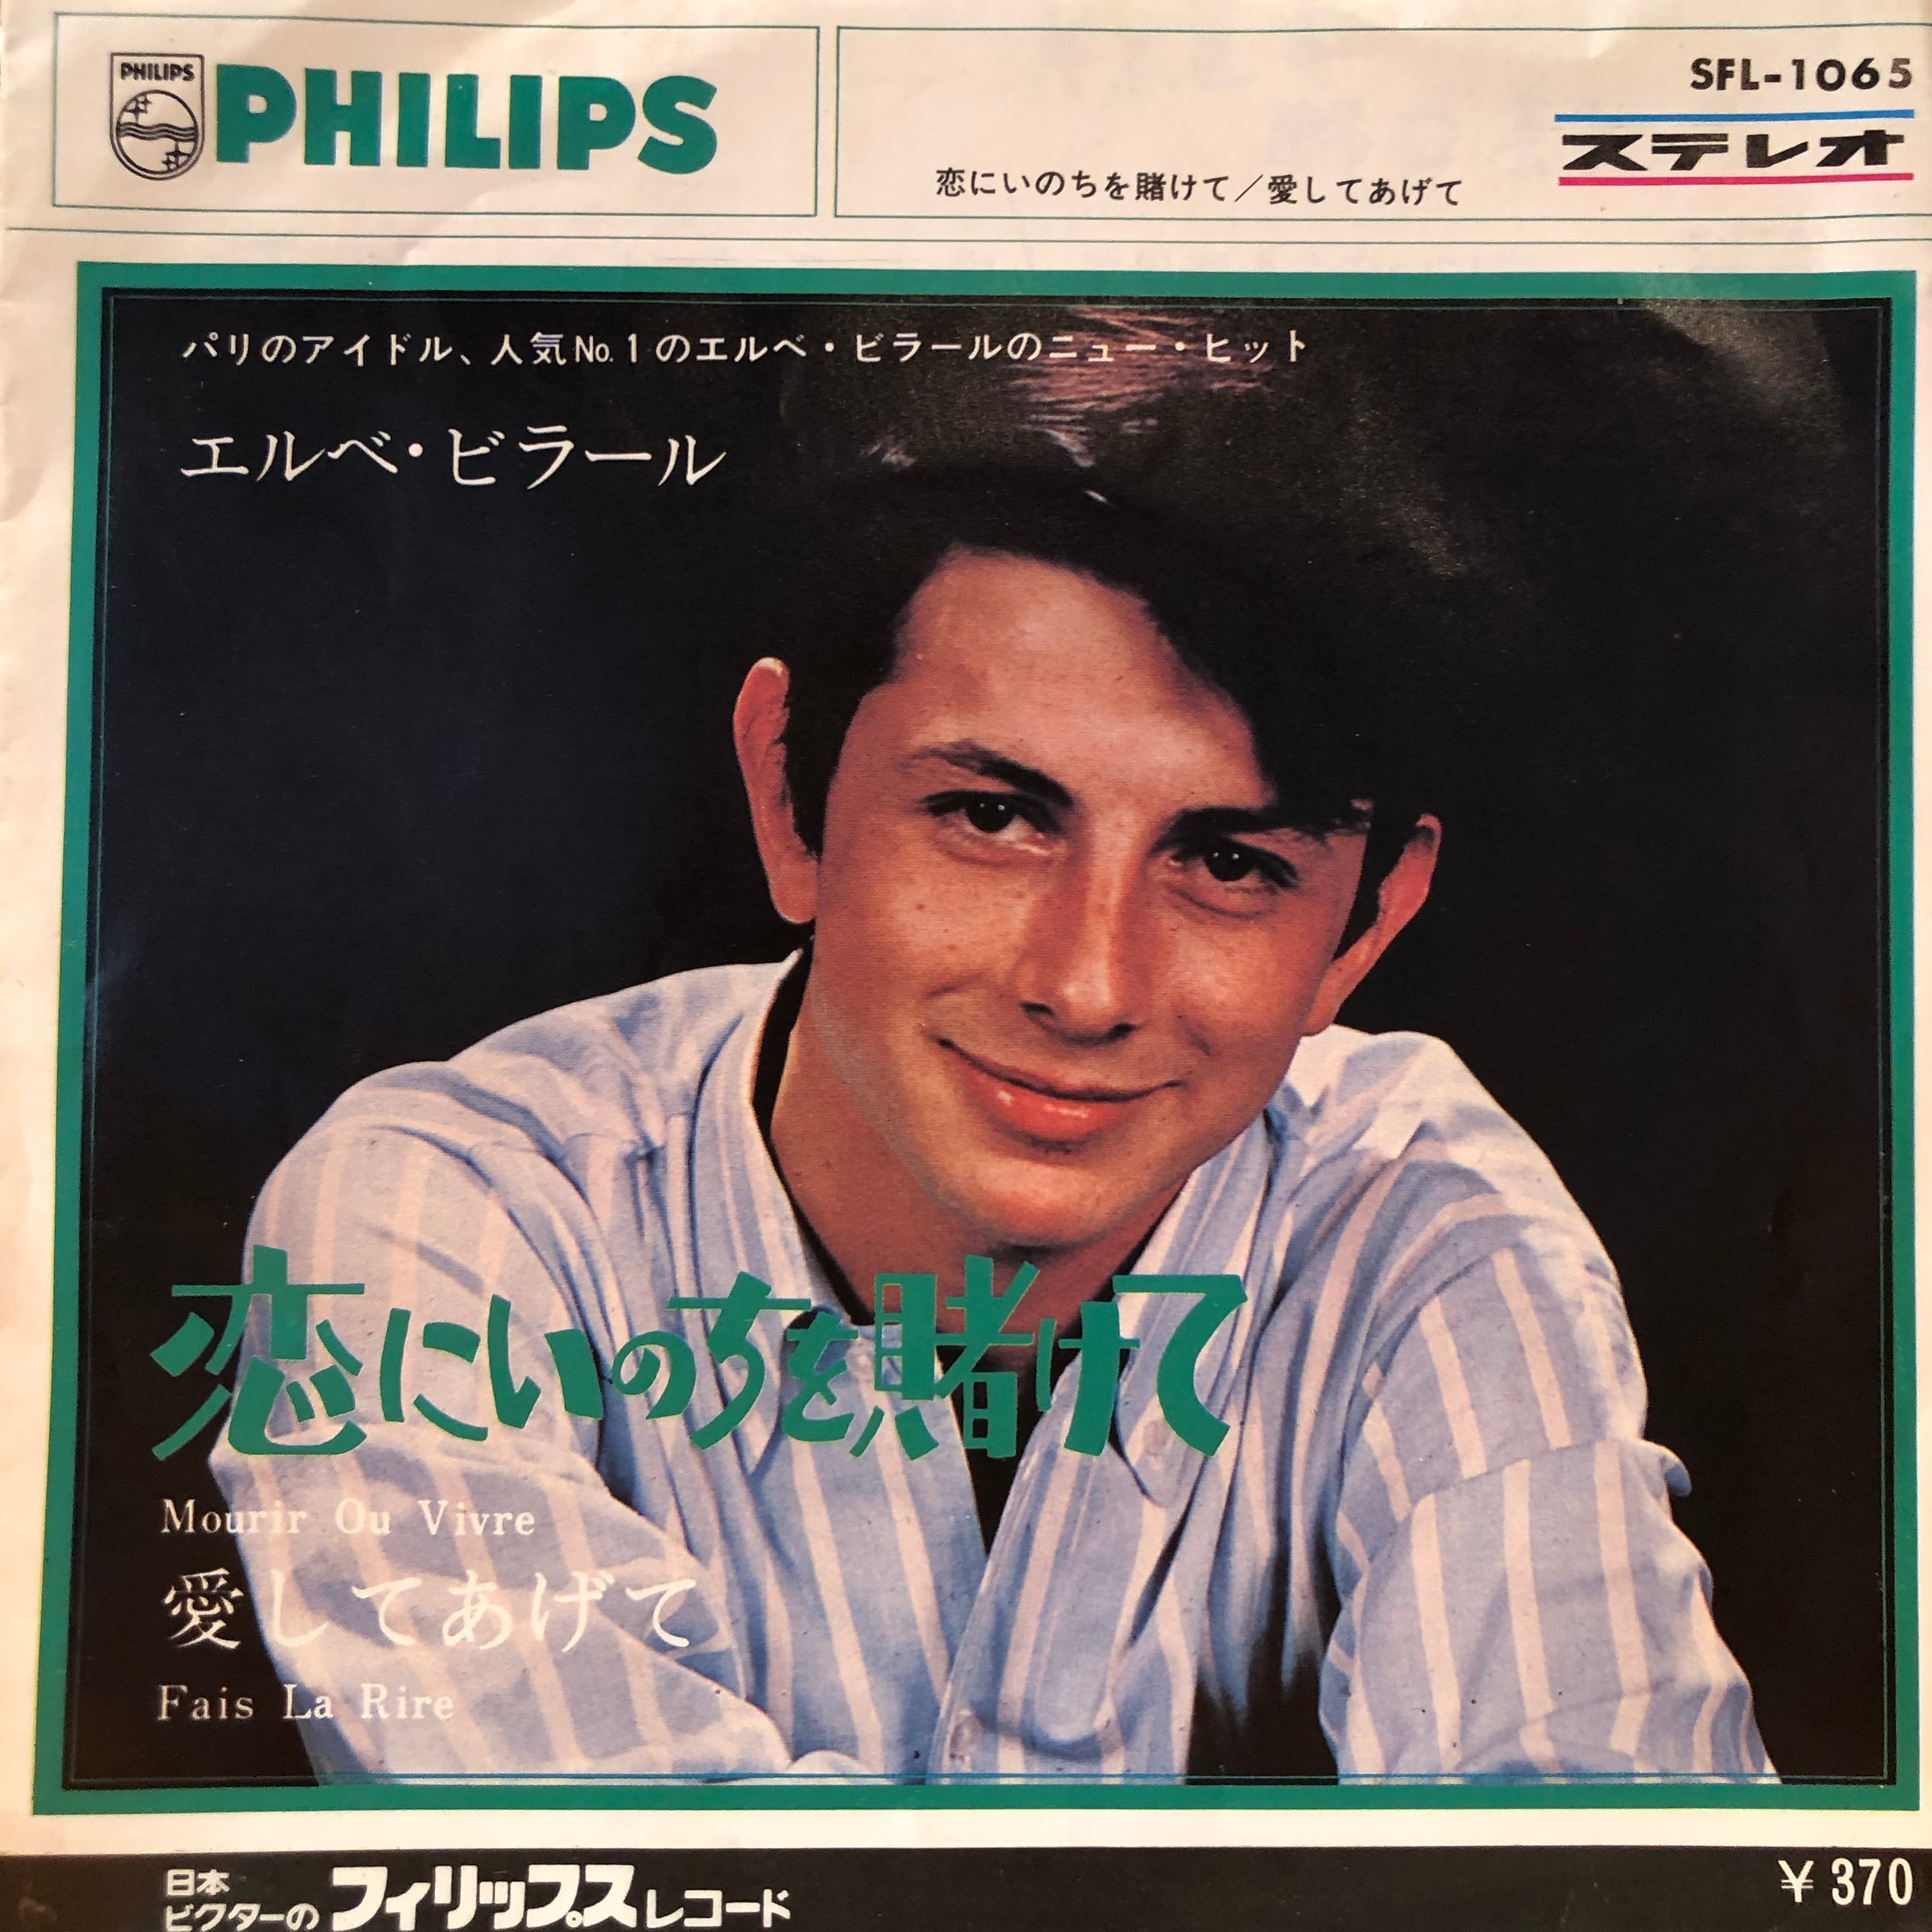 PHILIPS
PHILIPS
SFL-1065
ステレオ
恋にいのちを賭けて/愛してあげて
パリのアイドル、人気No.1のエルベ・ビラールのニュー・ヒット
エルベ・ビラール
恋にいのちを賭けて
Mourir Ou Vivre
愛してあげて
Fais La Rire
日本
ビクターのフィリップスレコード
¥370